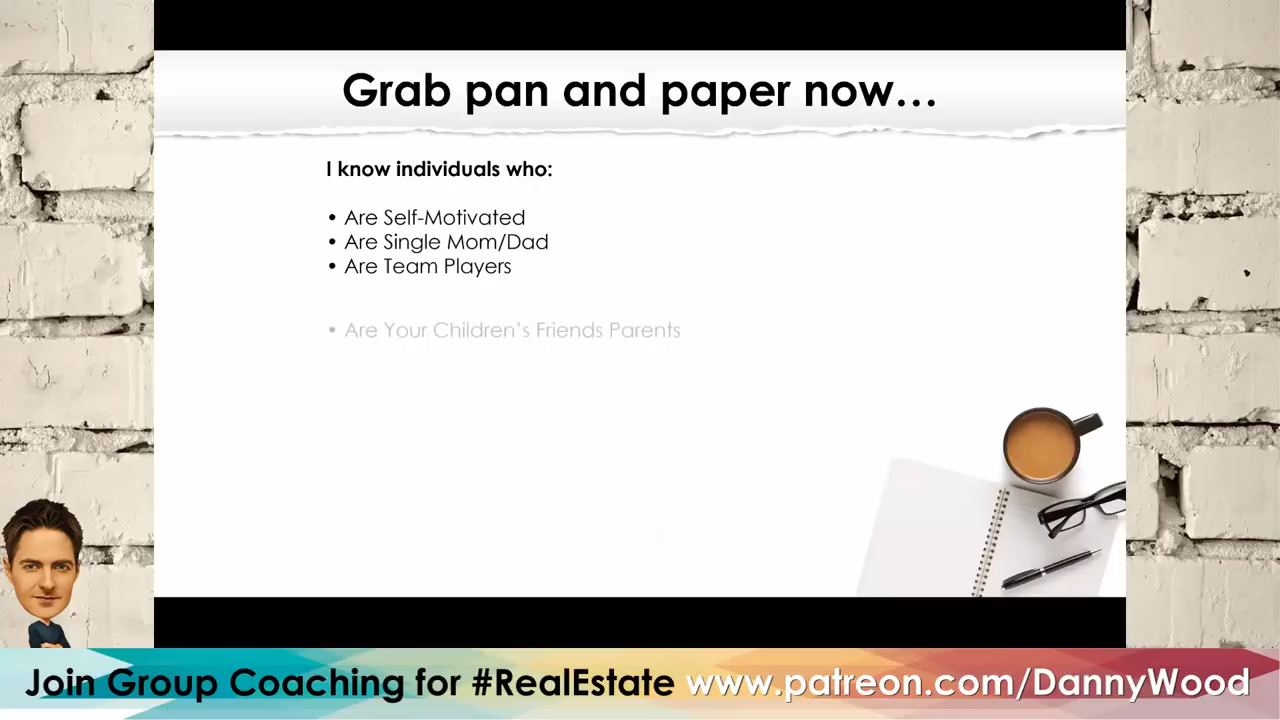 Grab pan and paper now...
I know individuals who:
• Are Self-Motivated
• Are Single Mom/Dad
• Are Team Players
• Are Your Children's Friends Parents
Join Group Coaching for #RealEstate www.patreon.com/DannyWood